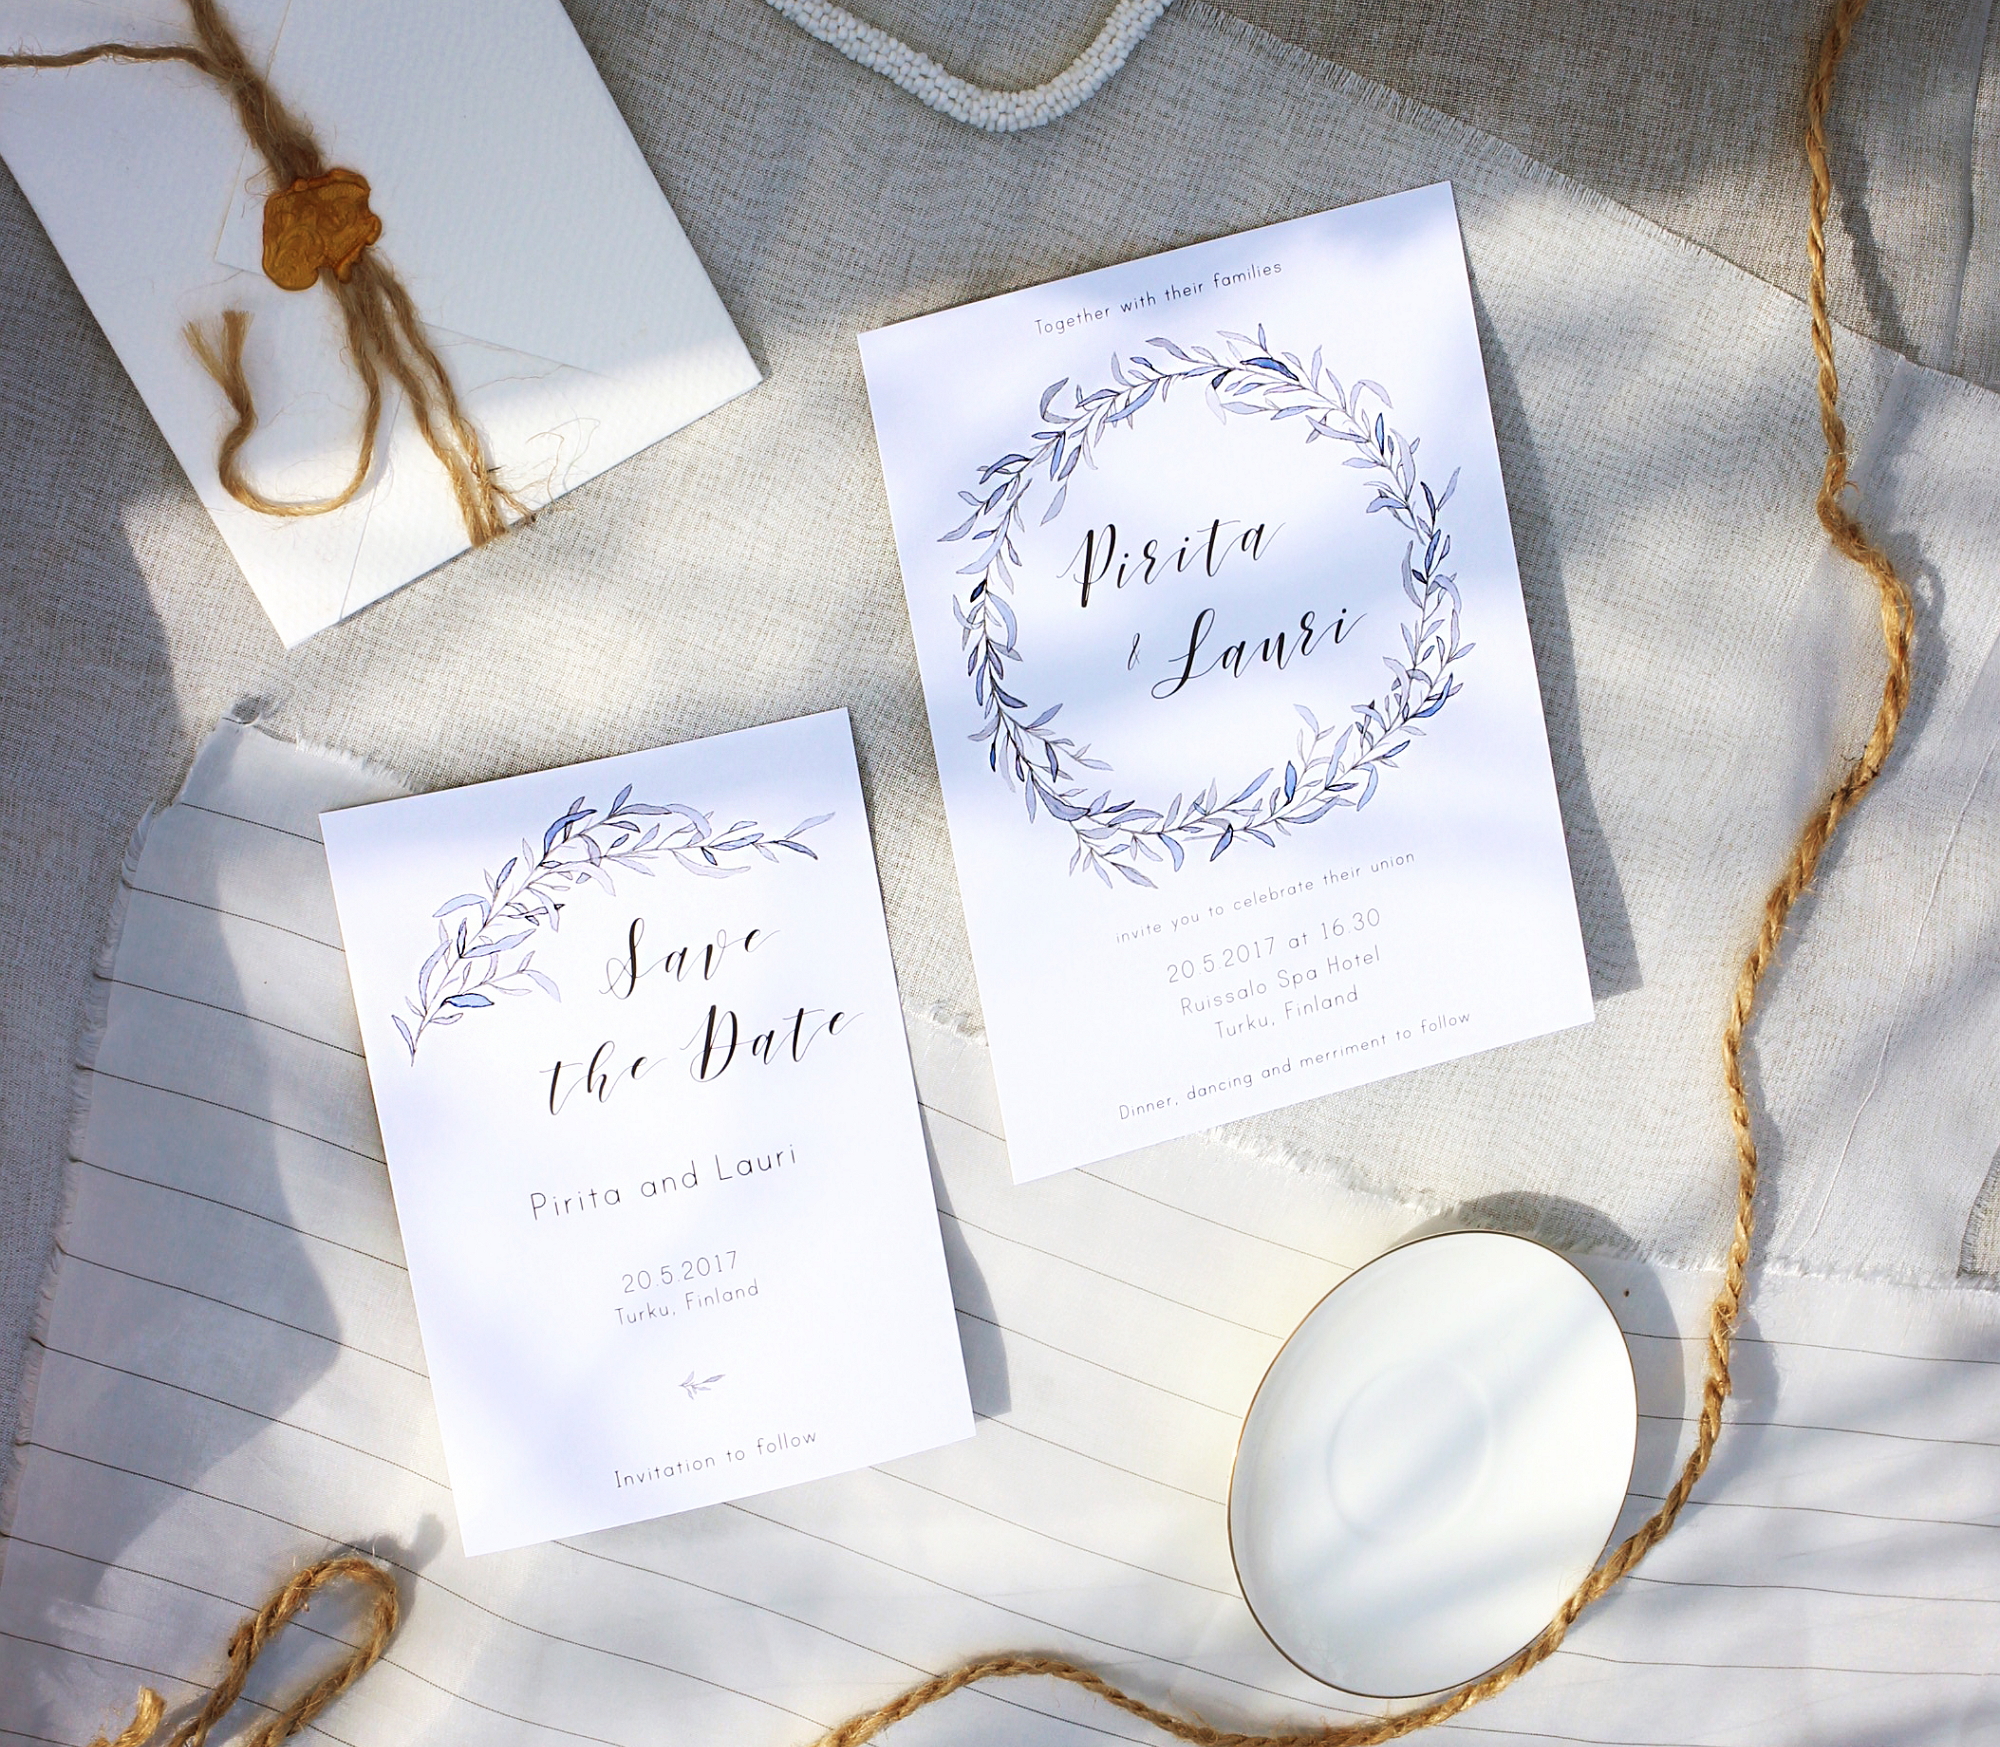 Together with their families
Pirita
& Lauri
invite you to celebrate their union
20.5.2017 at 16.30
Ruissalo Spa Hotel
Turku, Finland
Dinner, dancing and merriment to follow
Save
the Date
Pirita and Lauri
20.5.2017
Turku, Finland
Invitation to follow